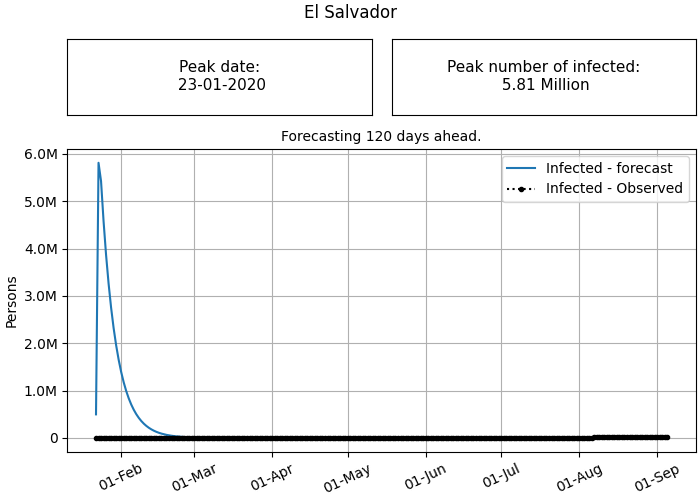 El Salvador
Peak date:
23-01-2020
Peak number of infected:
5.81 Million
Forecasting 120 days ahead.
Infected - forecast
Infected - Observed
Persons
6.0M
5.0M
4.0M
3.0M
2.0M
1.0M
0
01-Feb
01-Mar
01-Apr
01-May
01-Jun
01-Jul
01-Aug
01-Sep